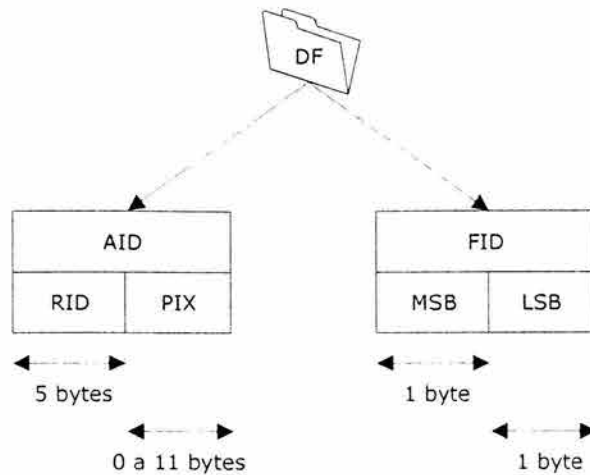 DF
AID
FID
RID PIX
MSB LSB
5 bytes
1 byte
0 a 11 bytes
1 byte